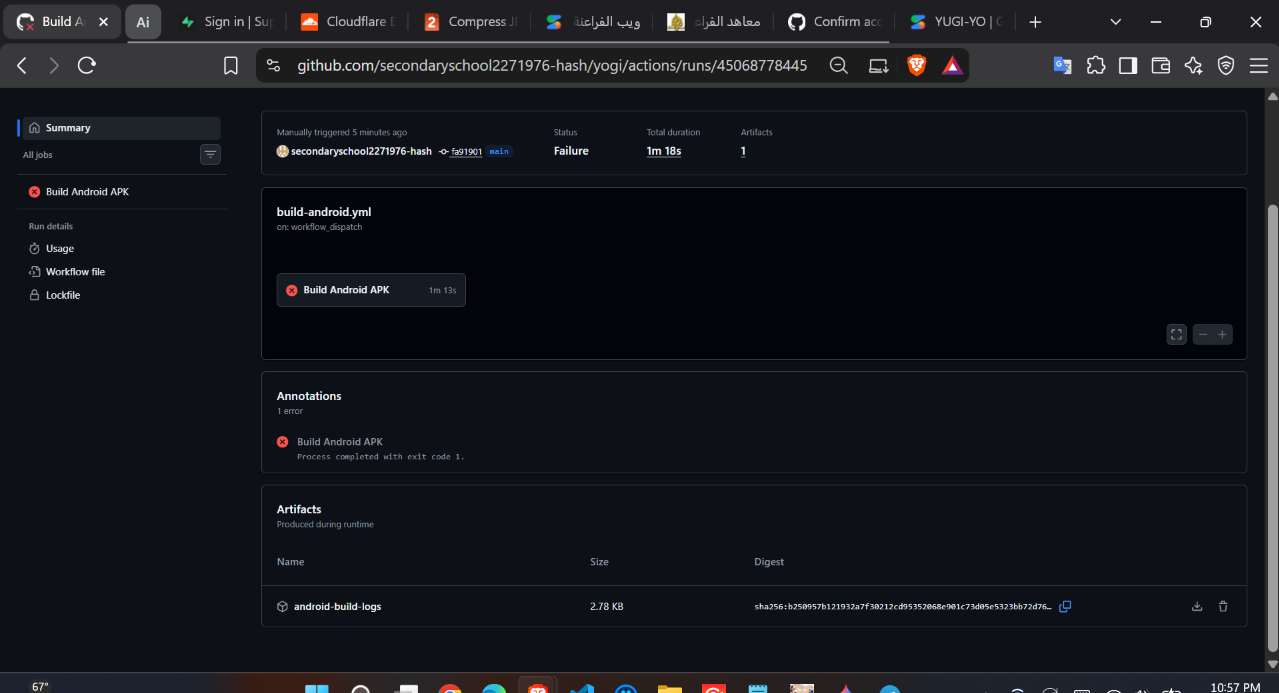 Build A
Ai
Sign in | Sup
Cloudflare D
Compress JP
ويب الفراعنة
معاهد الفرا
Confirm acc
YUGI-YO | G
github.com/secondaryschool2271976-hash/yogi/actions/runs/45068778445
Summary
All jobs
Build Android APK
Run details
Usage
Workflow file
Lockfile
Manually triggered 5 minutes ago
Status
Total duration
Artifacts
secondaryschool2271976-hash fa91901 main
Failure
1m 18s
1
build-android.yml
on: workflow_dispatch
Build Android APK 1m 13s
Annotations
1 error
Build Android APK
Process completed with exit code 1.
Artifacts
Produced during runtime
Name
Size
Digest
android-build-logs
2.78 KB
sha256:b250957b121932a7f30212cd95352068e901c73d05e5323bb72d76…
67°
10:57 PM